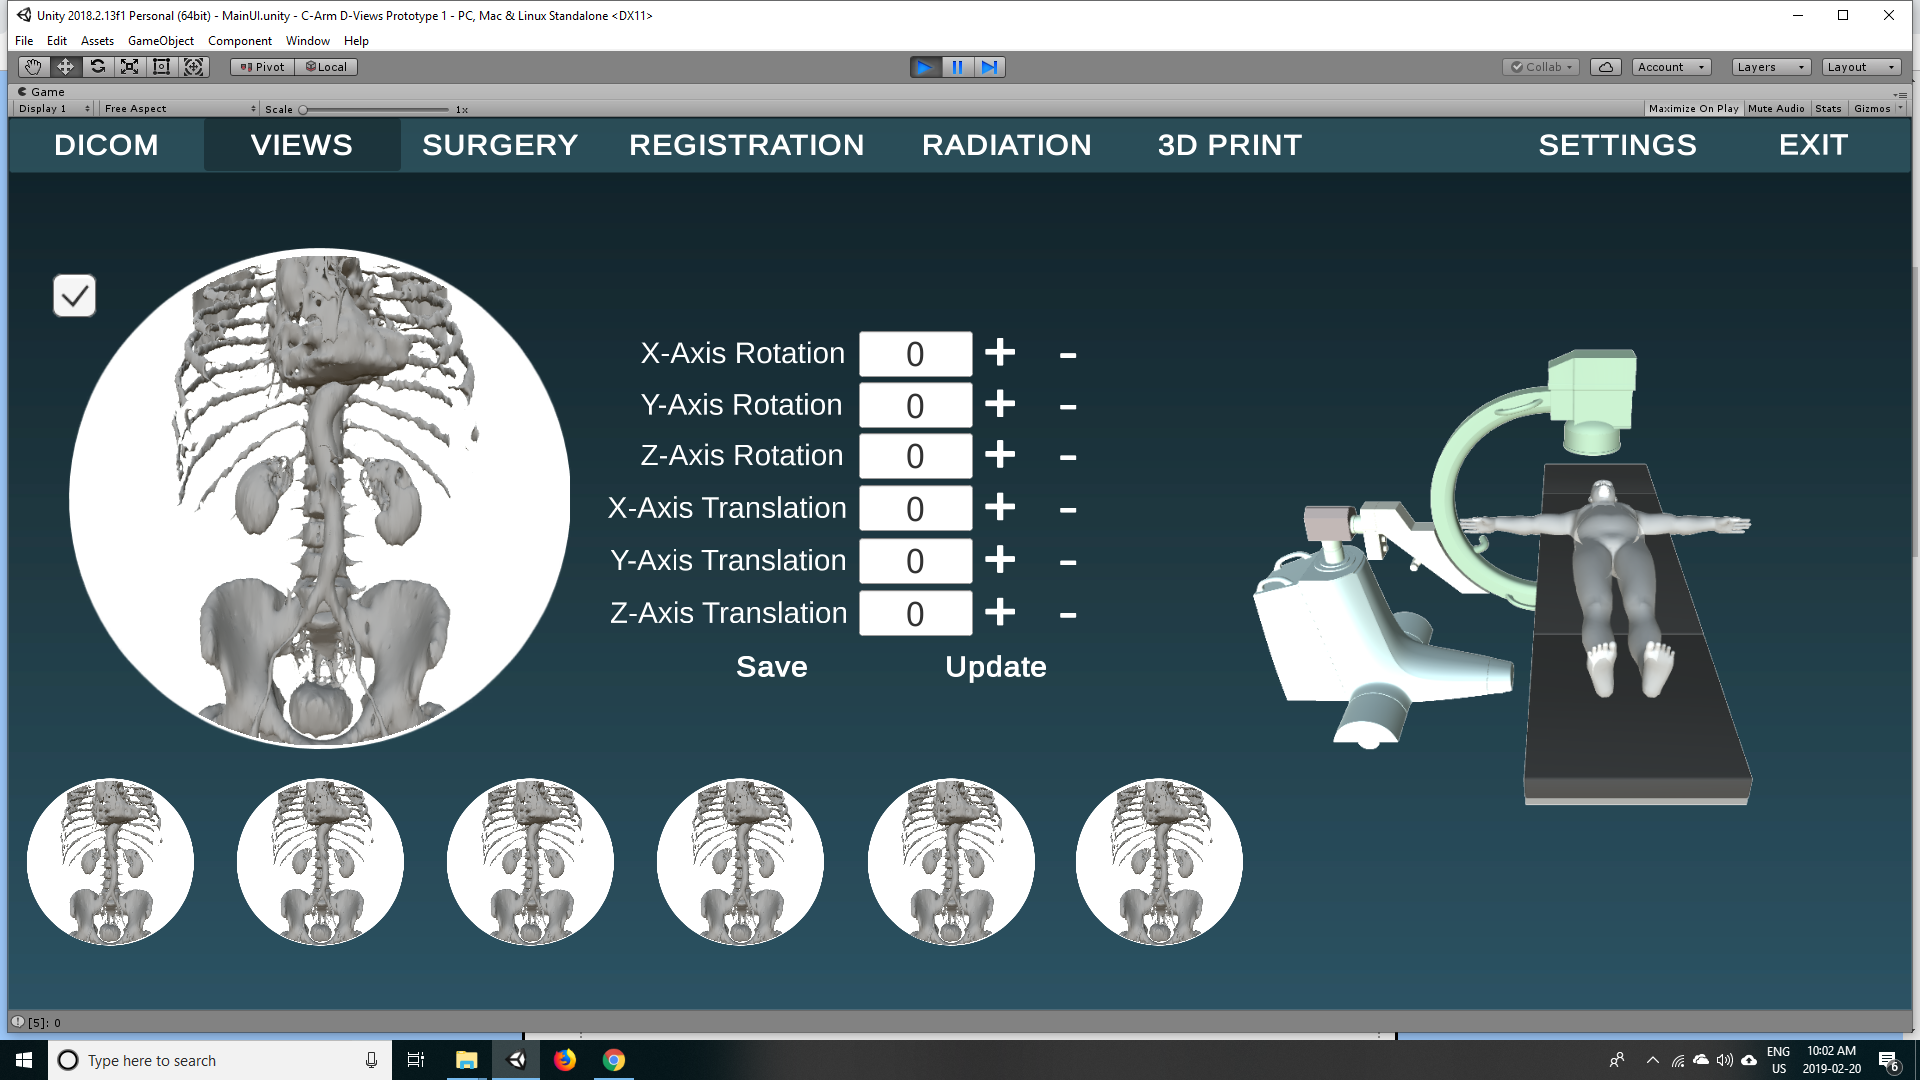 Unity 2018.2.13f1 Personal (64bit) - MainUI.unity - C-Arm D-Views Prototype 1 - PC, Mac & Linux Standalone <DX11>
File Edit Assets GameObject Component Window Help
Pivot Local Collab Account Layers Layout
Game
Display 1 Free Aspect Scale 1x Maximize On Play Mute Audio Stats Gizmos
DICOM VIEWS SURGERY REGISTRATION RADIATION 3D PRINT SETTINGS EXIT
X-Axis Rotation 0 + -
Y-Axis Rotation 0 + -
Z-Axis Rotation 0 + -
X-Axis Translation 0 + -
Y-Axis Translation 0 + -
Z-Axis Translation 0 + -
Save Update
[5]: 0
Type here to search
ENG 10:02 AM
US 2019-02-20 6